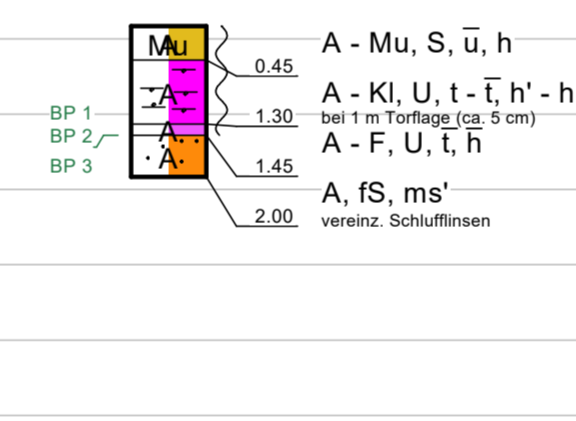 Mu
A
A
A
A
BP 1
BP 2
BP 3
0.45
1.30
1.45
2.00
A - Mu, S, u̅, h
A - Kl, U, t - t̅, h' - h
bei 1 m Torflage (ca. 5 cm)
A - F, U, t̅, h̅
A, fS, ms'
vereinz. Schlufflinsen